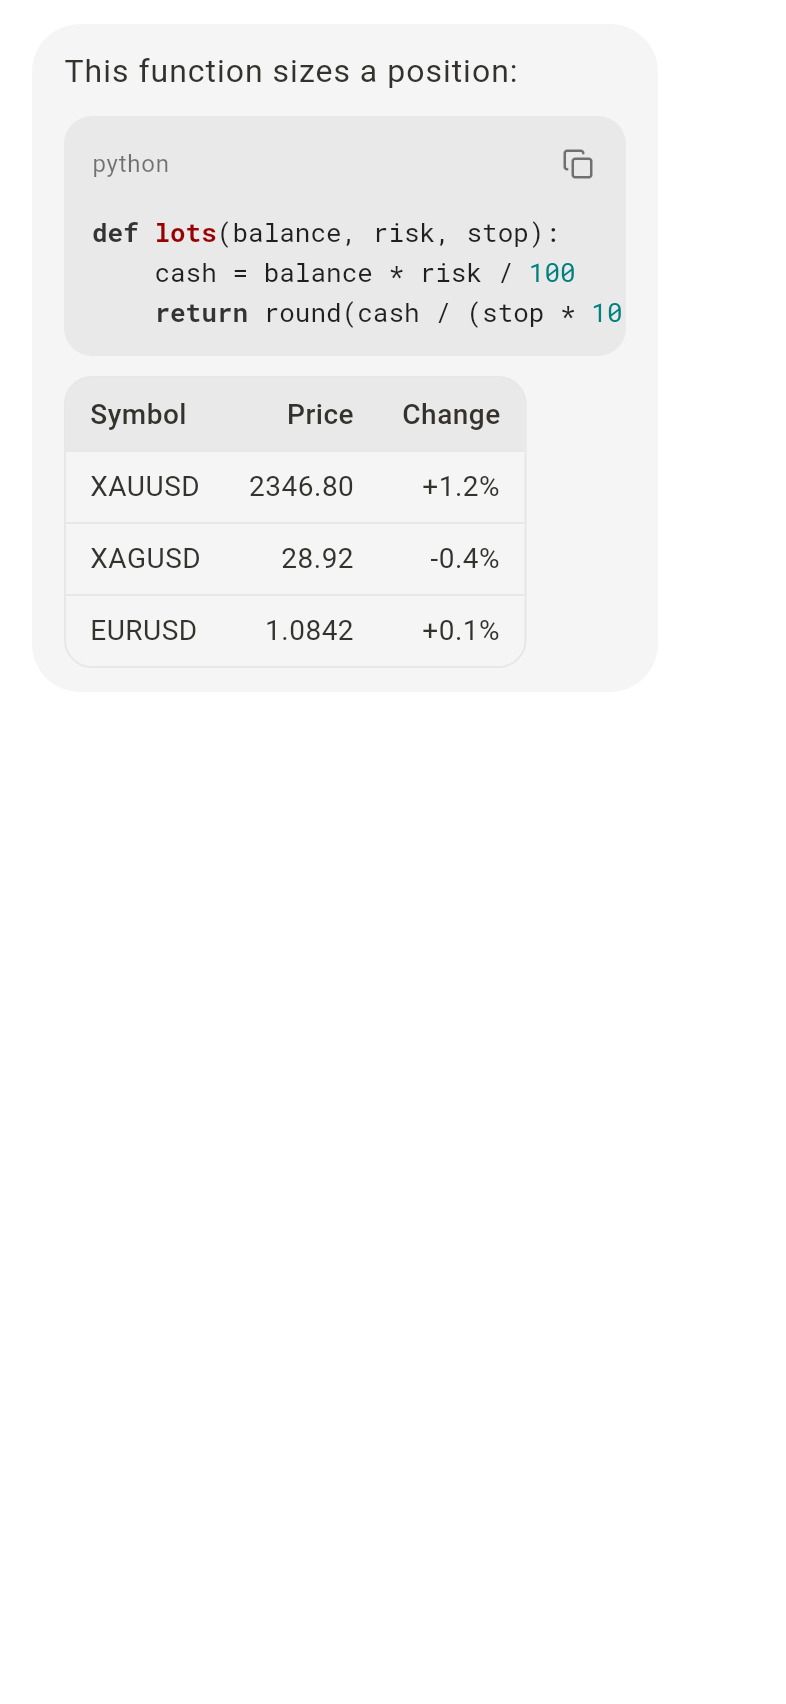 This function sizes a position:
python
def lots(balance, risk, stop):
    cash = balance * risk / 100
    return round(cash / (stop * 10
Symbol Price Change
XAUUSD 2346.80 +1.2%
XAGUSD 28.92 -0.4%
EURUSD 1.0842 +0.1%